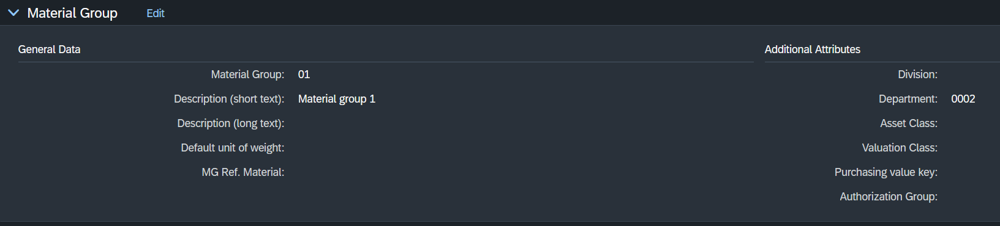 Material Group Edit
General Data
Material Group: 01
Description (short text): Material group 1
Description (long text):
Default unit of weight:
MG Ref. Material:
Additional Attributes
Division:
Department: 0002
Asset Class:
Valuation Class:
Purchasing value key:
Authorization Group: